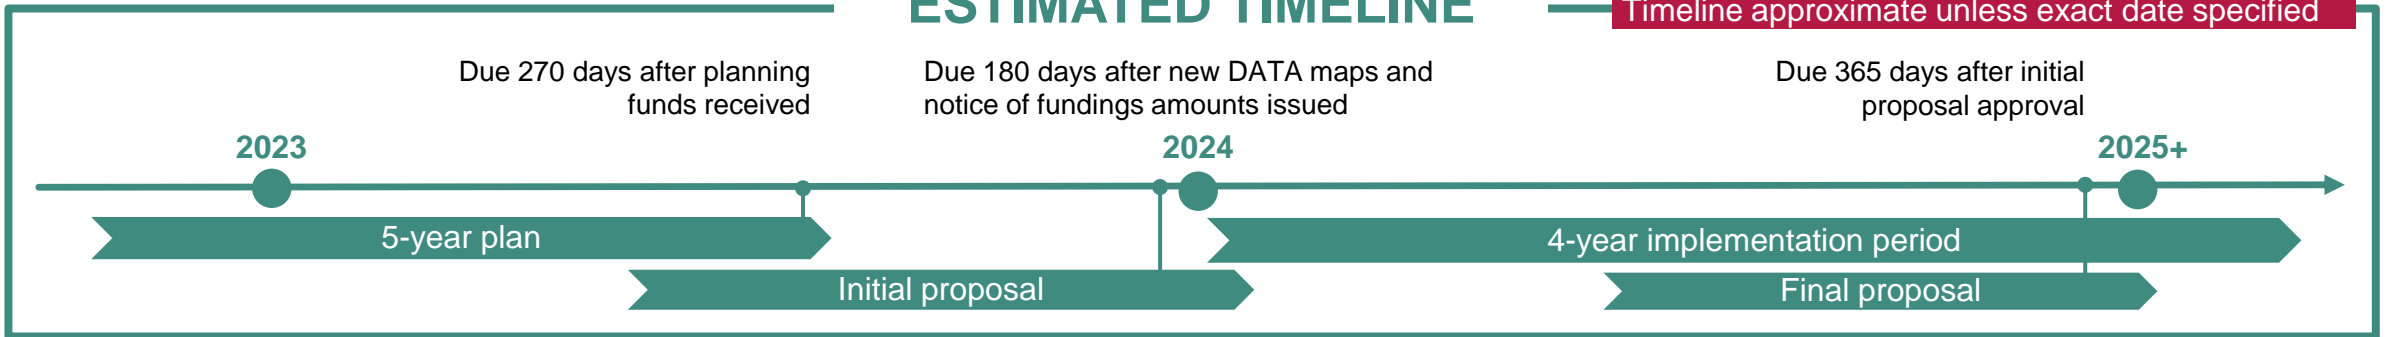 ESTIMATED TIMELINE
Timeline approximate unless exact date specified
Due 270 days after planning
funds received
Due 180 days after new DATA maps and
notice of fundings amounts issued
Due 365 days after initial
proposal approval
2023
2024
2025+
5-year plan
4-year implementation period
Initial proposal
Final proposal